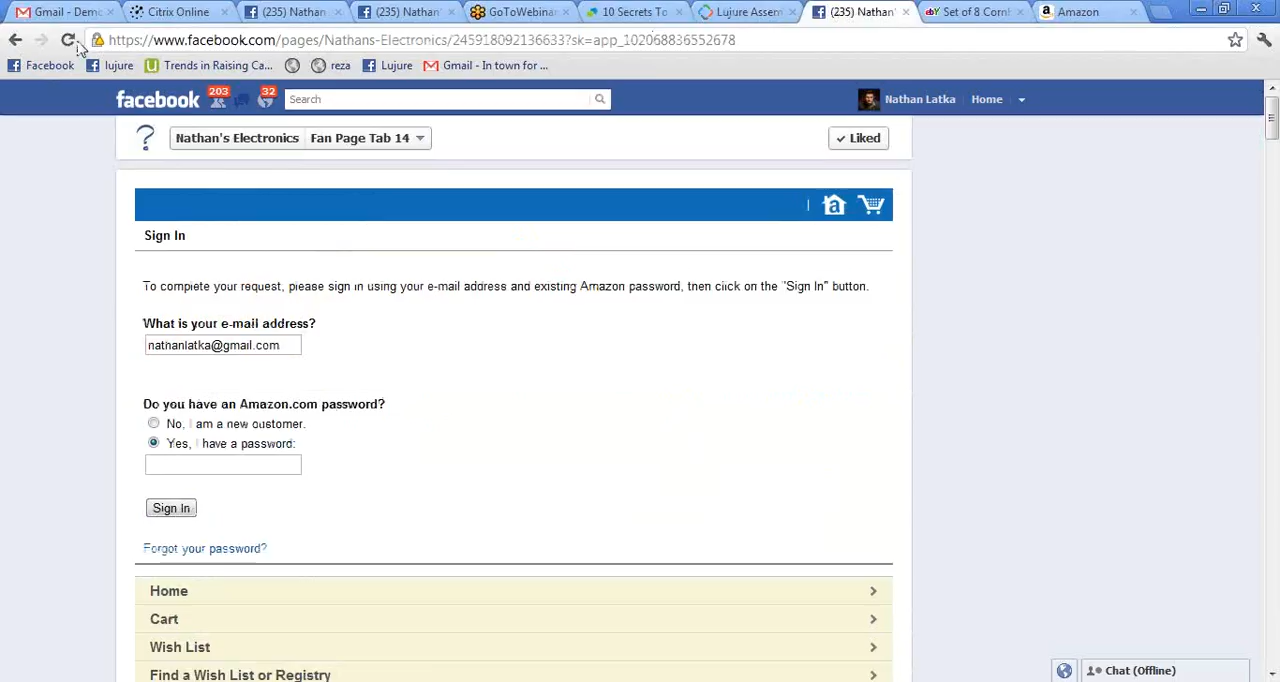 Gmail - Demo
Citrix Online
(235) Nathan
(235) Nathan'
GoToWebinar
10 Secrets To
Lujure Assem
(235) Nathan'
Set of 8 Corn
Amazon
https://www.facebook.com/pages/Nathans-Electronics/245918092136633?sk=app_102068836552678
Facebook
lujure
Trends in Raising Ca...
reza
Lujure
Gmail - In town for ...
facebook
203
32
Search
Nathan Latka
Home
?
Nathan's Electronics
Fan Page Tab 14
Liked
|
a
Sign In
To complete your request, please sign in using your e-mail address and existing Amazon password, then click on the "Sign In" button.
What is your e-mail address?
nathanlatka@gmail.com
Do you have an Amazon.com password?
No, I am a new customer.
Yes, I have a password:
Sign In
Forgot your password?
Home
Cart
Wish List
Find a Wish List or Registry
Chat (Offline)